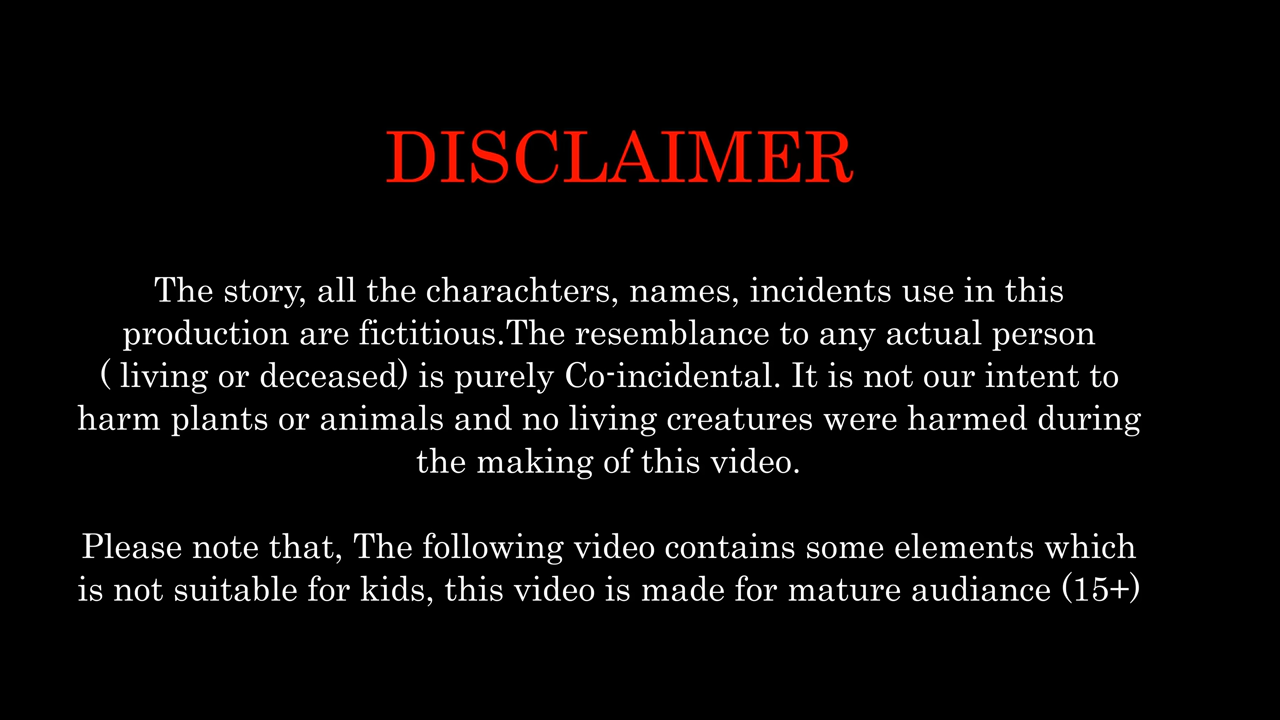 DISCLAIMER
The story, all the charachters, names, incidents use in this
production are fictitious.The resemblance to any actual person
( living or deceased) is purely Co-incidental. It is not our intent to
harm plants or animals and no living creatures were harmed during
the making of this video.
Please note that, The following video contains some elements which
is not suitable for kids, this video is made for mature audiance (15+)